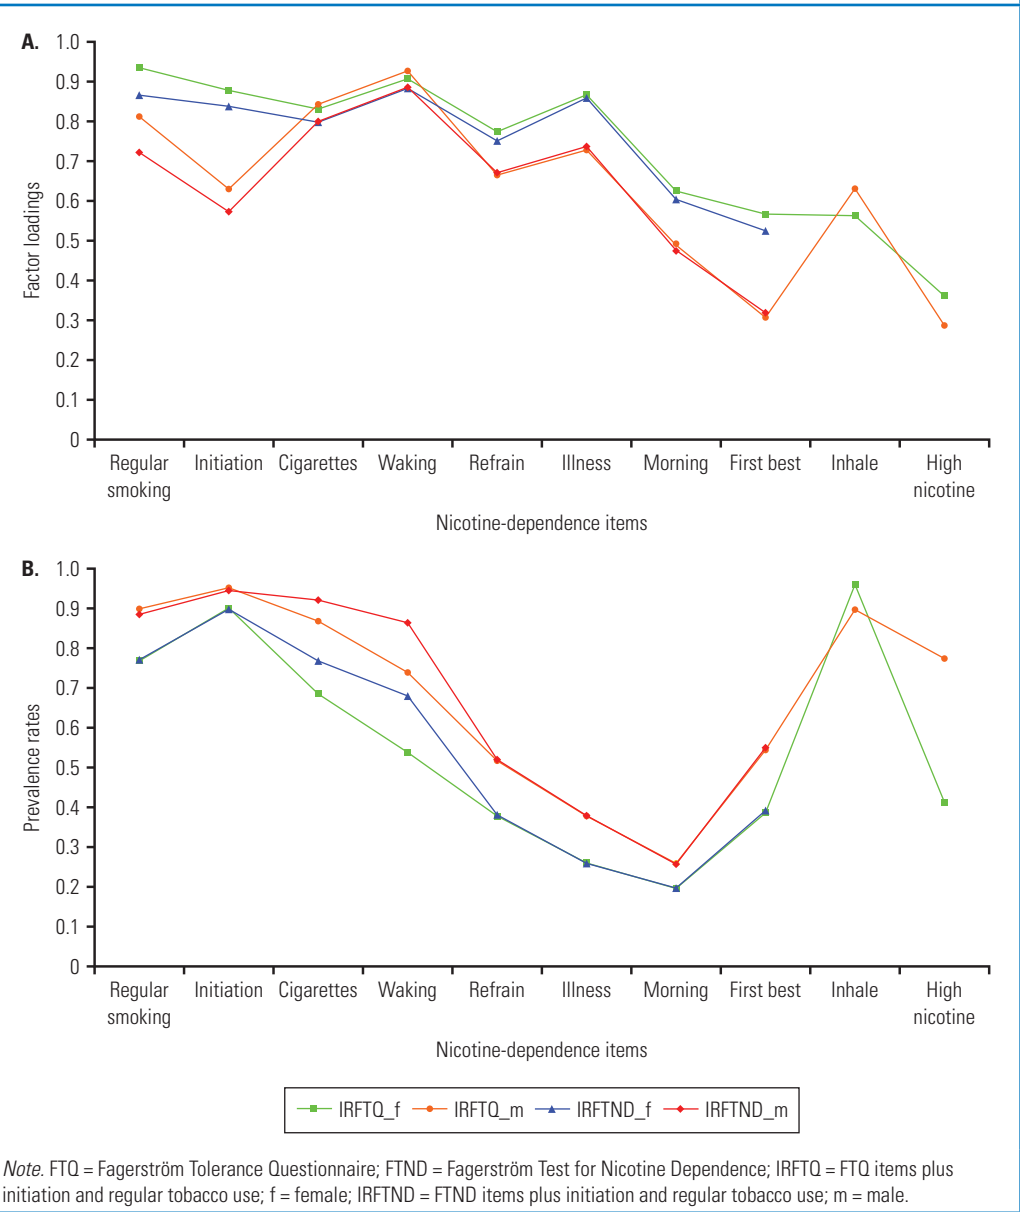 A.
1.0
0.9
0.8
0.7
0.6
0.5
0.4
0.3
0.2
0.1
0
Factor loadings
Regular smoking
Initiation
Cigarettes
Waking
Refrain
Illness
Morning
First best
Inhale
High nicotine
Nicotine-dependence items
B.
1.0
0.9
0.8
0.7
0.6
0.5
0.4
0.3
0.2
0.1
0
Prevalence rates
Regular smoking
Initiation
Cigarettes
Waking
Refrain
Illness
Morning
First best
Inhale
High nicotine
Nicotine-dependence items
IRFTQ_f IRFTQ_m IRFTND_f IRFTND_m
Note. FTQ = Fagerström Tolerance Questionnaire; FTND = Fagerström Test for Nicotine Dependence; IRFTQ = FTQ items plus
initiation and regular tobacco use; f = female; IRFTND = FTND items plus initiation and regular tobacco use; m = male.